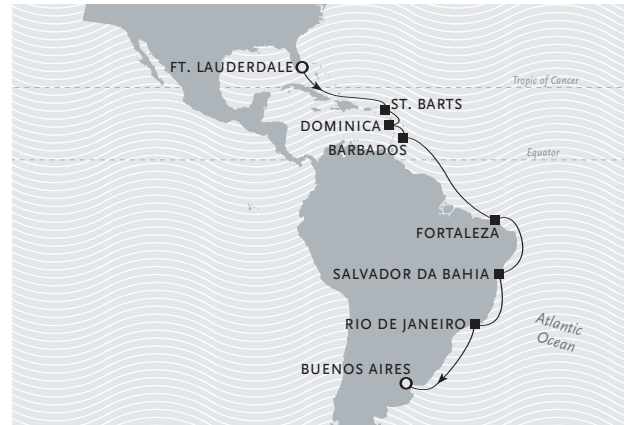 FT. LAUDERDALE
Tropic of Cancer
ST. BARTS
DOMINICA
BARBADOS
Equator
FORTALEZA
SALVADOR DA BAHIA
RIO DE JANEIRO
Atlantic
Ocean
BUENOS AIRES